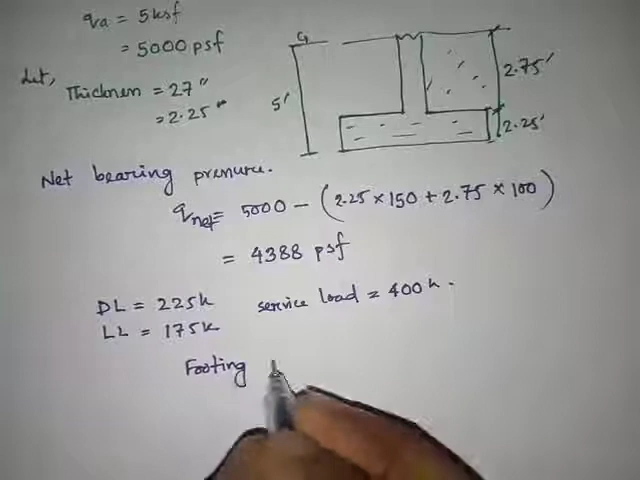 qa = 5ksf
= 5000 psf
Let,
Thickness = 27"
= 2.25"
G
5'
2.75'
2.25'
Net bearing pressure.
qnet = 5000 - (2.25 × 150 + 2.75 × 100)
= 4388 psf
DL = 225k service load = 400k.
LL = 175k
Footing